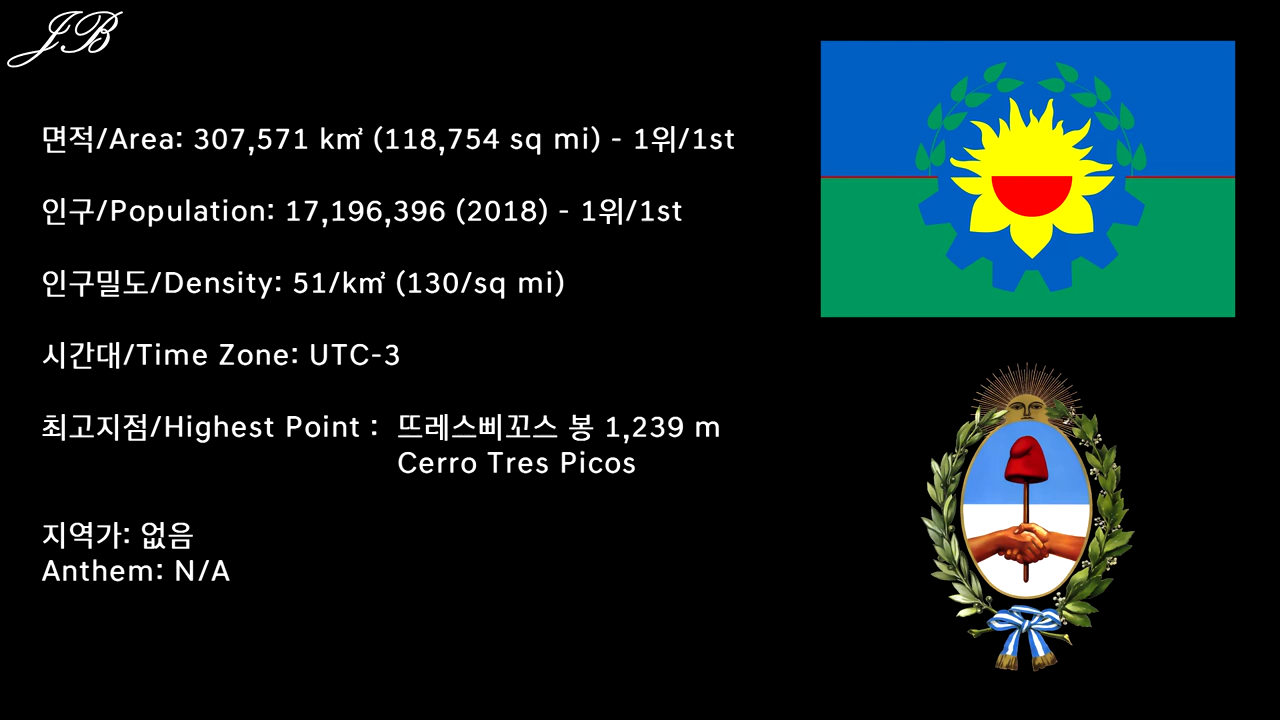 JB
면적/Area: 307,571 km² (118,754 sq mi) - 1위/1st
인구/Population: 17,196,396 (2018) - 1위/1st
인구밀도/Density: 51/km² (130/sq mi)
시간대/Time Zone: UTC-3
최고지점/Highest Point : 뜨레스삐꼬스 봉 1,239 m
Cerro Tres Picos
지역가: 없음
Anthem: N/A